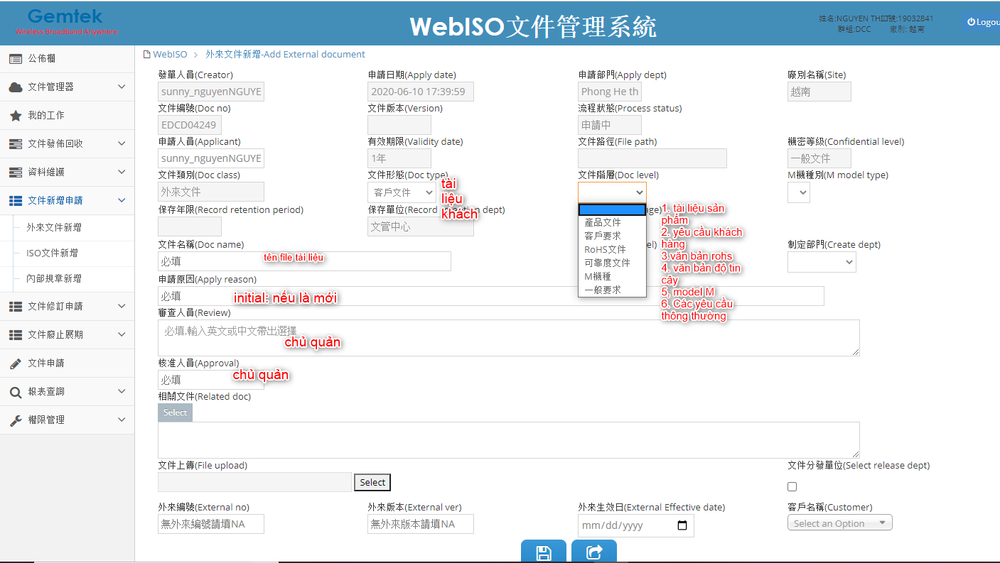 Gemtek
Wireless Broadband Anywhere
WebISO文件管理系統
姓名:NGUYEN TH
號:19032841
群組:DCC 廠別: 越南
Logou
公佈欄
文件管理器
我的工作
文件發佈回收
資料維護
文件新增申請
外來文件新增
ISO文件新增
內部規章新增
文件修訂申請
文件廢止展期
文件申請
報表查詢
權限管理
WebISO > 外來文件新增-Add External document
發單人員(Creator) 申請日期(Apply date) 申請部門(Apply dept) 廠別名稱(Site)
sunny_nguyenNGUYE 2020-06-10 17:39:59 Phong He th 越南
文件編號(Doc no) 文件版本(Version) 流程狀態(Process status)
EDCD04249 申請中
申請人員(Applicant) 有效期限(Validity date) 文件路徑(File path) 機密等級(Confidential level)
sunny_nguyenNGUYE 1年 一般文件
文件類別(Doc class) 文件形態(Doc type) 文件階層(Doc level) M機種別(M model type)
外來文件 客戶文件
tài
liệu
khách
保存年限(Record retention period) 保存單位(Record dept)
文管中心
產品文件
客戶要求
RoHS文件
可靠度文件
M機種
一般要求
1. tài liệu sản
phẩm
2. yêu cầu khách
hàng
3.văn bản rohs
4. văn bản độ tin
cậy
5, model M
6. Các yêu cầu
thông thường
文件名稱(Doc name) 制定部門(Create dept)
必填 tên file tài liệu
申請原因(Apply reason)
必填 initial: nếu là mới
審查人員(Review)
必填,輸入英文或中文帶出選擇
chủ quản
核准人員(Approval)
必填 chủ quản
相關文件(Related doc)
Select
文件上傳(File upload) 文件分發單位(Select release dept)
Select
外來編號(External no) 外來版本(External ver) 外來生效日(External Effective date) 客戶名稱(Customer)
無外來編號請填NA 無外來版本請填NA mm/dd/yyyy Select an Option